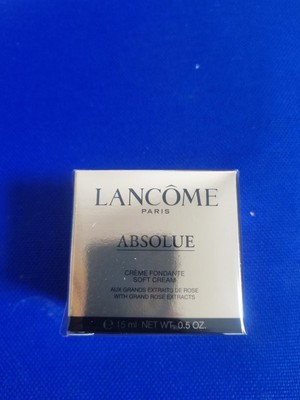 LANCÔME
PARIS
ABSOLUE
CRÈME FONDANTE
SOFT CREAM
AUX GRANDS EXTRAITS DE ROSE
WITH GRAND ROSE EXTRACTS
℮ 15 ml NET WT. 0.5 OZ.